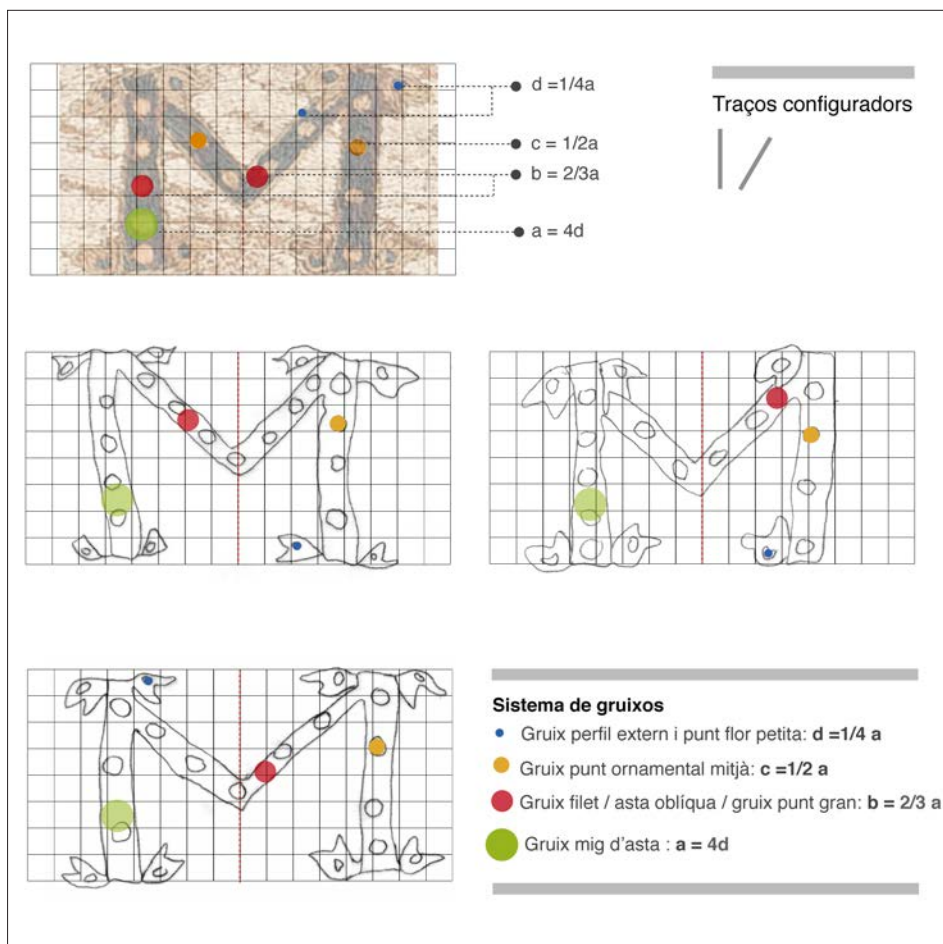 d =1/4a
c = 1/2a
b = 2/3a
a = 4d
Traços configuradors
Sistema de gruixos
Gruix perfil extern i punt flor petita: d =1/4 a
Gruix punt ornamental mitjà: c =1/2 a
Gruix filet / asta oblíqua / gruix punt gran: b = 2/3 a
Gruix mig d'asta : a = 4d